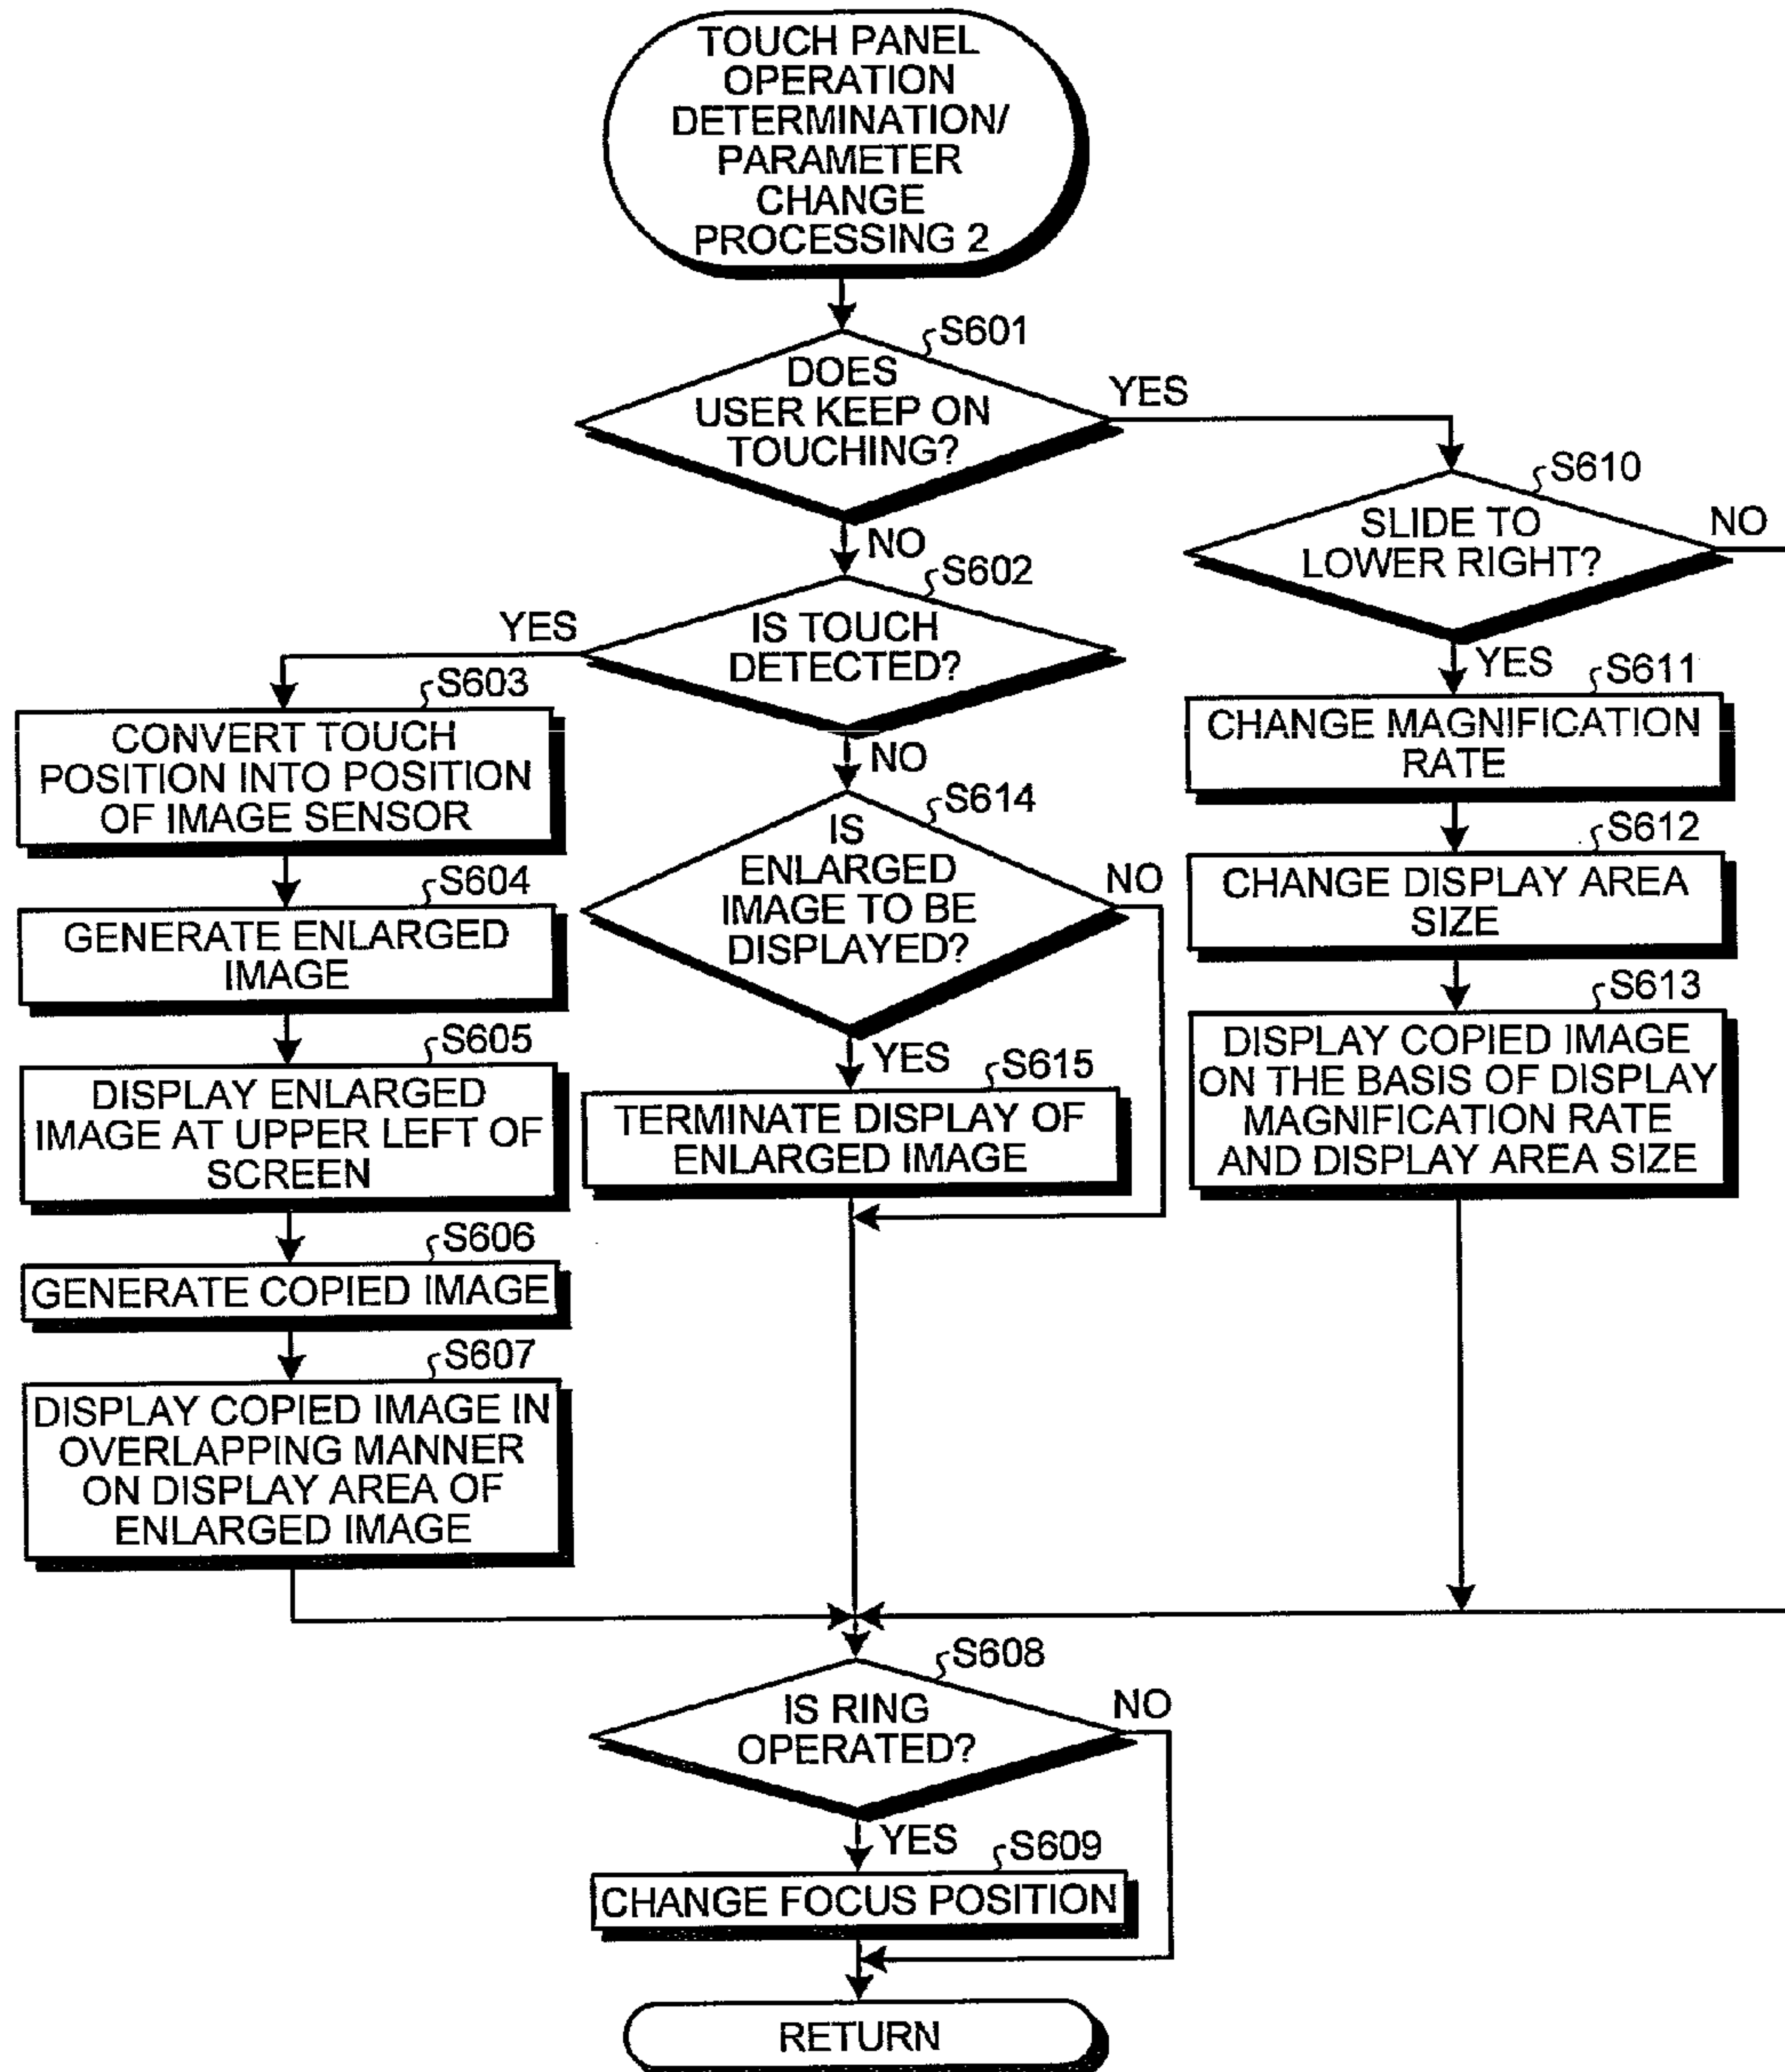 TOUCH PANEL
OPERATION
DETERMINATION/
PARAMETER
CHANGE
PROCESSING 2
S601
DOES
USER KEEP ON
TOUCHING?
YES
NO
S602
IS TOUCH
DETECTED?
YES
NO
S603
CONVERT TOUCH
POSITION INTO POSITION
OF IMAGE SENSOR
S604
GENERATE ENLARGED
IMAGE
S605
DISPLAY ENLARGED
IMAGE AT UPPER LEFT OF
SCREEN
S606
GENERATE COPIED IMAGE
S607
DISPLAY COPIED IMAGE IN
OVERLAPPING MANNER
ON DISPLAY AREA OF
ENLARGED IMAGE
S614
IS
ENLARGED
IMAGE TO BE
DISPLAYED?
NO
YES
S615
TERMINATE DISPLAY OF
ENLARGED IMAGE
S610
SLIDE TO
LOWER RIGHT?
NO
YES
S611
CHANGE MAGNIFICATION
RATE
S612
CHANGE DISPLAY AREA
SIZE
S613
DISPLAY COPIED IMAGE
ON THE BASIS OF DISPLAY
MAGNIFICATION RATE
AND DISPLAY AREA SIZE
S608
IS RING
OPERATED?
NO
YES
S609
CHANGE FOCUS POSITION
RETURN